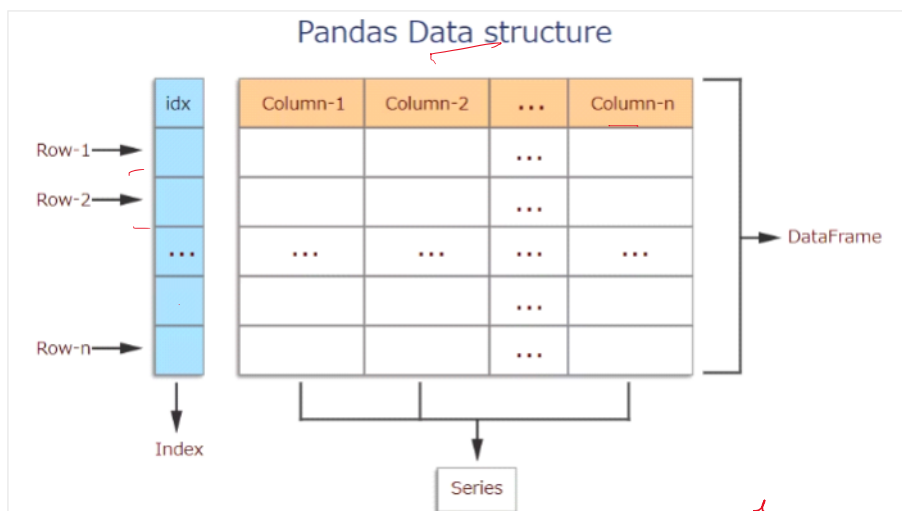 Pandas Data structure
idx Column-1 Column-2 ... Column-n
Row-1 ...
Row-2 ...
... ... ... ... ...
DataFrame
...
Row-n ...
Index
Series